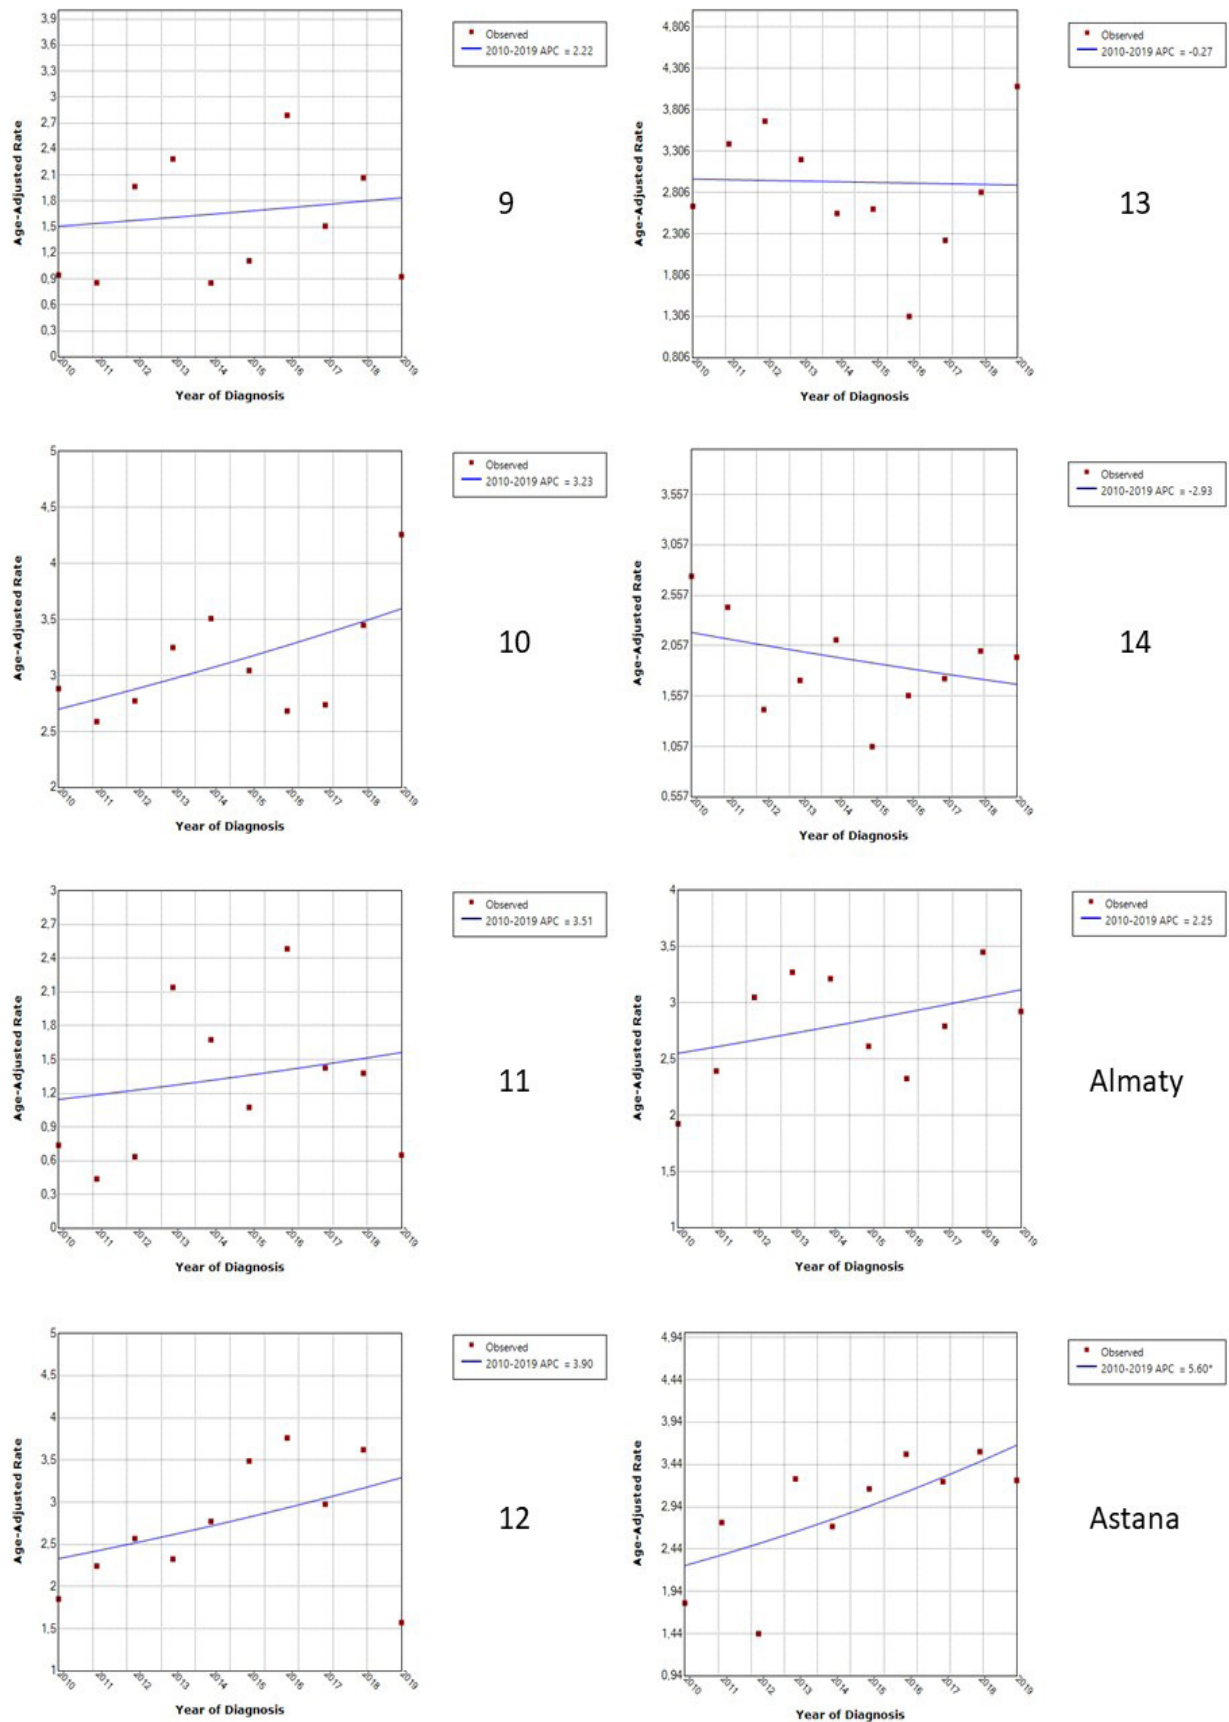 3.9
3.6
3.3
3
2,7
2.4
2.1
1.8
1.5
1,2
0,9
0.6
0,3
0
Age-Adjusted Rate
2010 2011 2012 2013 2014 2015 2016 2017 2018 2019
Year of Diagnosis
Observed
2010-2019 APC = 2.22
9
4.806
4.306
3.806
3.306
2.806
2.306
1.806
1.306
0.806
Age-Adjusted Rate
2010 2011 2012 2013 2014 2015 2016 2017 2018 2019
Year of Diagnosis
Observed
2010-2019 APC = -0.27
13
5
4.5
4
3.5
3
2.5
2
Age-Adjusted Rate
2010 2011 2012 2013 2014 2015 2016 2017 2018 2019
Year of Diagnosis
Observed
2010-2019 APC = 3.23
10
3,557
3,057
2,557
2.057
1,557
1.057
0.557
Age-Adjusted Rate
2010 2011 2012 2013 2014 2015 2016 2017 2018 2019
Year of Diagnosis
Observed
2010-2019 APC = -2.93
14
3
2.7
2,4
2.1
1.8
1.5
1.2
0.9
0.6
0.3
0
Age-Adjusted Rate
2010 2011 2012 2013 2014 2015 2016 2017 2018 2019
Year of Diagnosis
Observed
2010-2019 APC = 3.51
11
4
3,5
3
2.5
2
1,5
1
Age-Adjusted Rate
2010 2011 2012 2013 2014 2015 2016 2017 2018 2019
Year of Diagnosis
Observed
2010-2019 APC = 2.25
Almaty
5
4.5
4
3.5
3
2.5
2
1.5
1
Age-Adjusted Rate
2010 2011 2012 2013 2014 2015 2016 2017 2018 2019
Year of Diagnosis
Observed
2010-2019 APC = 3.90
12
4.94
4.44
3,94
3.44
2,94
2.44
1,94
1.44
0.94
Age-Adjusted Rate
2010 2011 2012 2013 2014 2015 2016 2017 2018 2019
Year of Diagnosis
Observed
2010-2019 APC = 5.60*
Astana